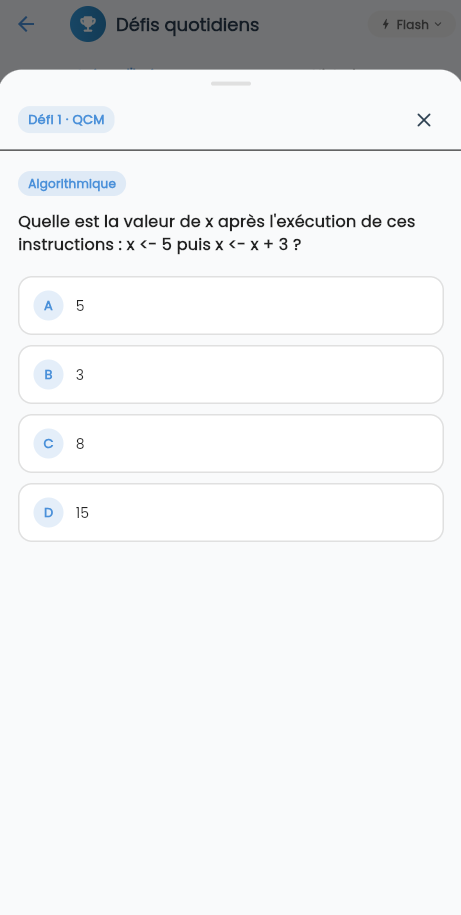 Défis quotidiens
Flash
Défi 1 · QCM
Algorithmique
Quelle est la valeur de x après l'exécution de ces
instructions : x <- 5 puis x <- x + 3 ?
A 5
B 3
C 8
D 15